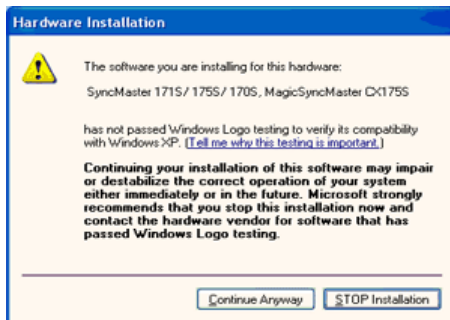 Hardware Installation
The software you are installing for this hardware:
SyncMaster 171S/ 175S/ 170S, MagicSyncMaster CX175S
has not passed Windows Logo testing to verify its compatibility
with Windows XP. (Tell me why this testing is important.)
Continuing your installation of this software may impair
or destabilize the correct operation of your system
either immediately or in the future. Microsoft strongly
recommends that you stop this installation now and
contact the hardware vendor for software that has
passed Windows Logo testing.
Continue Anyway
STOP Installation